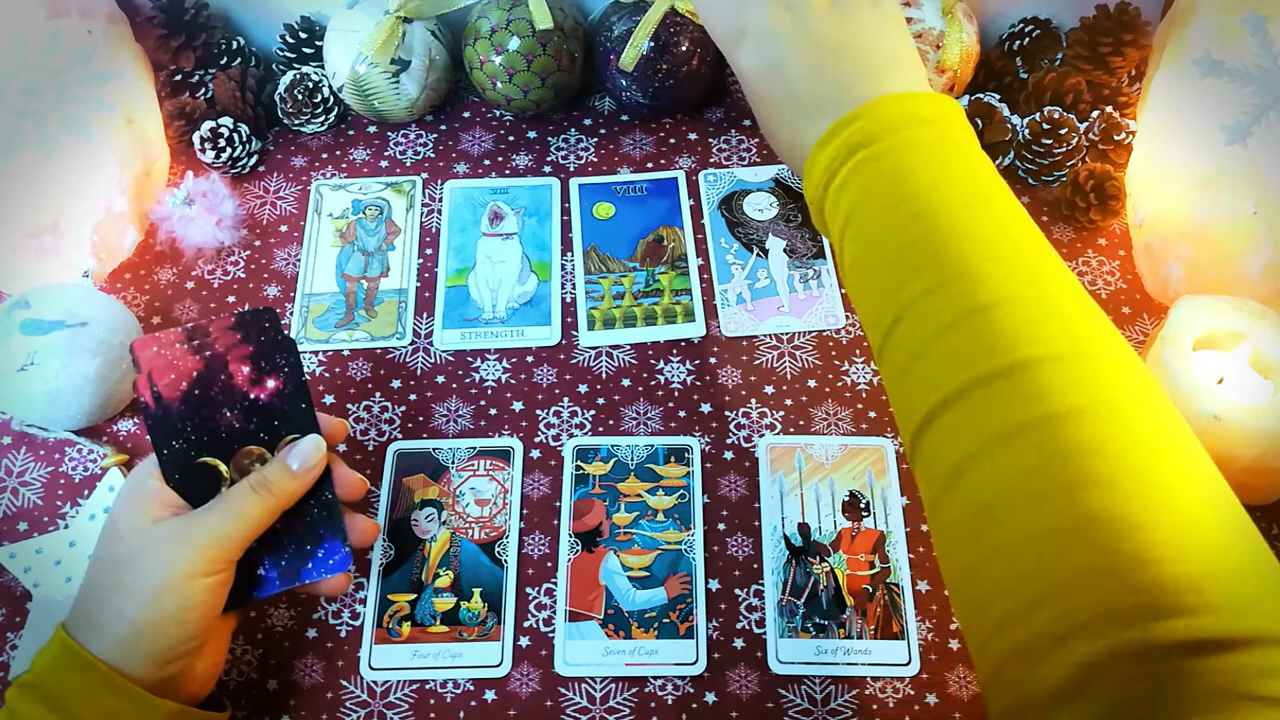 VIII
STRENGTH.
VIII
Four of Cups
Seven of Cups
Six of Wands